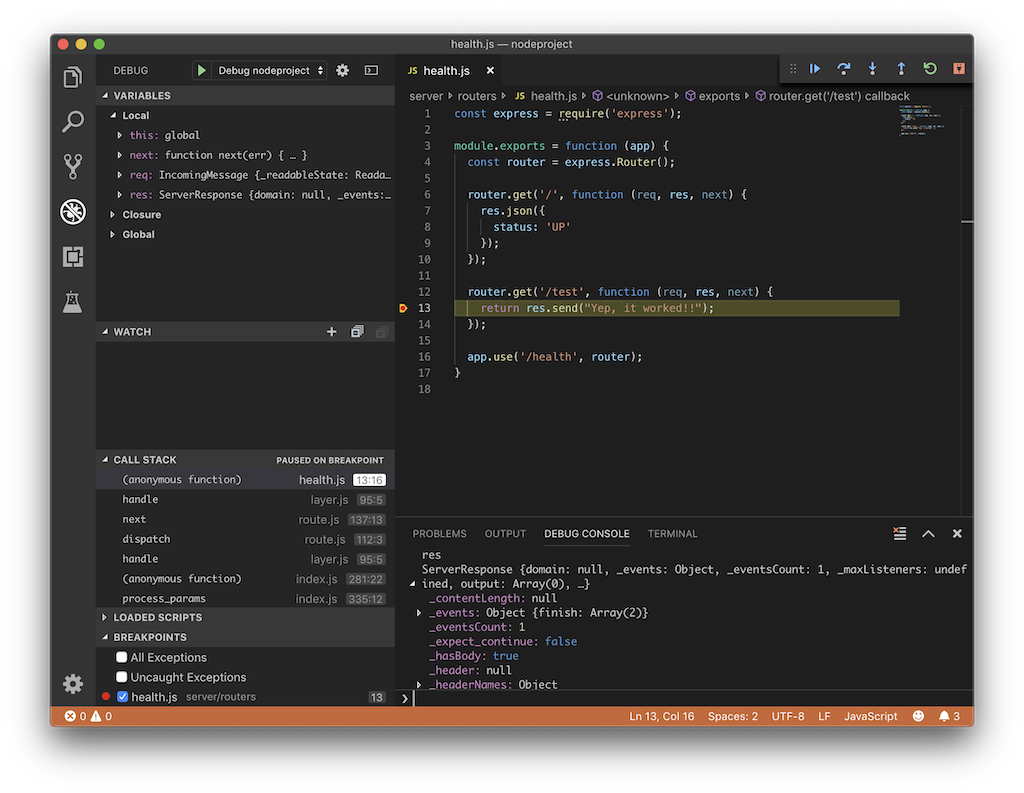 health.js — nodeproject
DEBUG
Debug nodeproject
VARIABLES
Local
this: global
next: function next(err) { … }
req: IncomingMessage {_readableState: Reada…
res: ServerResponse {domain: null, _events:…
Closure
Global
WATCH
CALL STACK PAUSED ON BREAKPOINT
(anonymous function) health.js 13:16
handle layer.js 95:5
next route.js 137:13
dispatch route.js 112:3
handle layer.js 95:5
(anonymous function) index.js 281:22
process_params index.js 335:12
LOADED SCRIPTS
BREAKPOINTS
All Exceptions
Uncaught Exceptions
health.js server/routers 13
JS health.js
server routers JS health.js <unknown> exports router.get('/test') callback
1 const express = require('express');
2
3 module.exports = function (app) {
4 const router = express.Router();
5
6 router.get('/', function (req, res, next) {
7 res.json({
8 status: 'UP'
9 });
10 });
11
12 router.get('/test', function (req, res, next) {
13 return res.send("Yep, it worked!!");
14 });
15
16 app.use('/health', router);
17 }
18
PROBLEMS OUTPUT DEBUG CONSOLE TERMINAL
res
ServerResponse {domain: null, _events: Object, _eventsCount: 1, _maxListeners: undef
ined, output: Array(0), …}
_contentLength: null
_events: Object {finish: Array(2)}
_eventsCount: 1
_expect_continue: false
_hasBody: true
_header: null
_headerNames: Object
0 0 Ln 13, Col 16 Spaces: 2 UTF-8 LF JavaScript 3